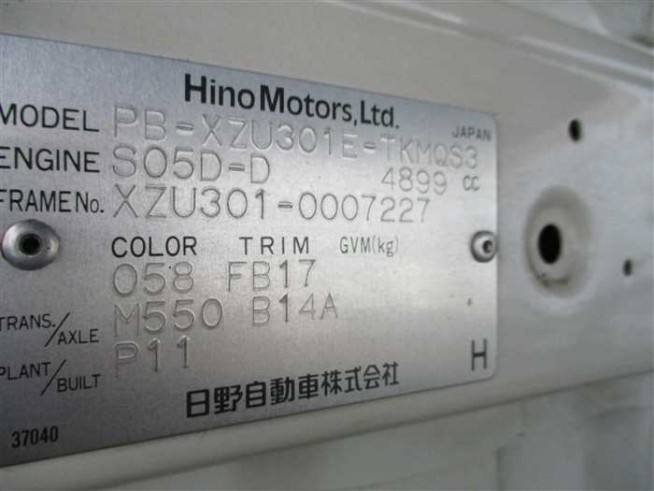 Hino Motors, Ltd.
JAPAN
MODEL PB-XZU301E-TKMQS3
ENGINE S05D-D 4899 cc
FRAME No. XZU301-0007227
COLOR TRIM GVM(kg)
058 FB17
TRANS./AXLE M550 B14A
PLANT/BUILT P11
H
日野自動車株式会社
37040